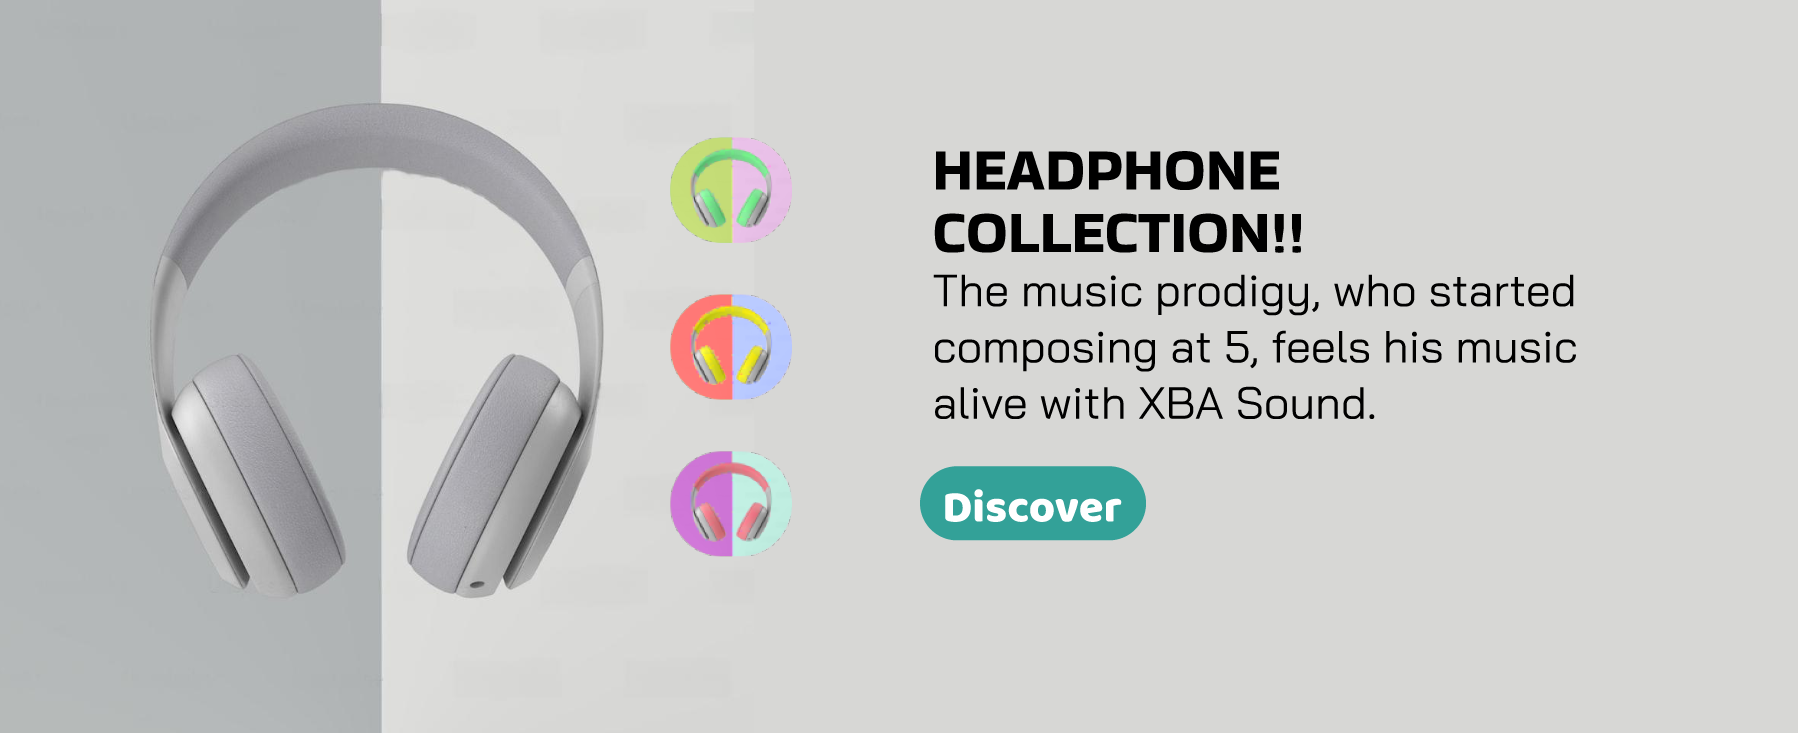 HEADPHONE
COLLECTION!!
The music prodigy, who started
composing at 5, feels his music
alive with XBA Sound.
Discover